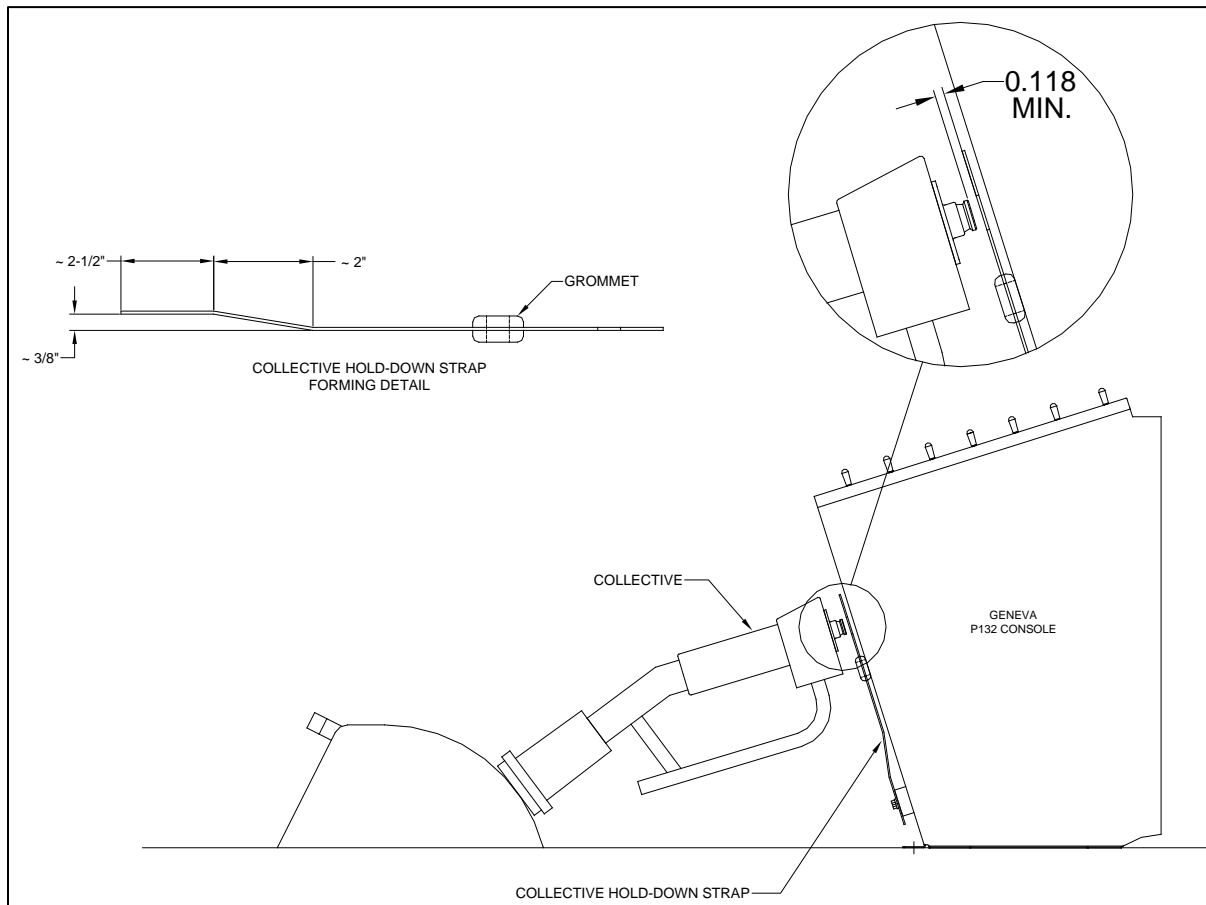 0.118
MIN.
~ 2-1/2"
~ 2"
GROMMET
~ 3/8"
COLLECTIVE HOLD-DOWN STRAP
FORMING DETAIL
COLLECTIVE
GENEVA
P132 CONSOLE
COLLECTIVE HOLD-DOWN STRAP